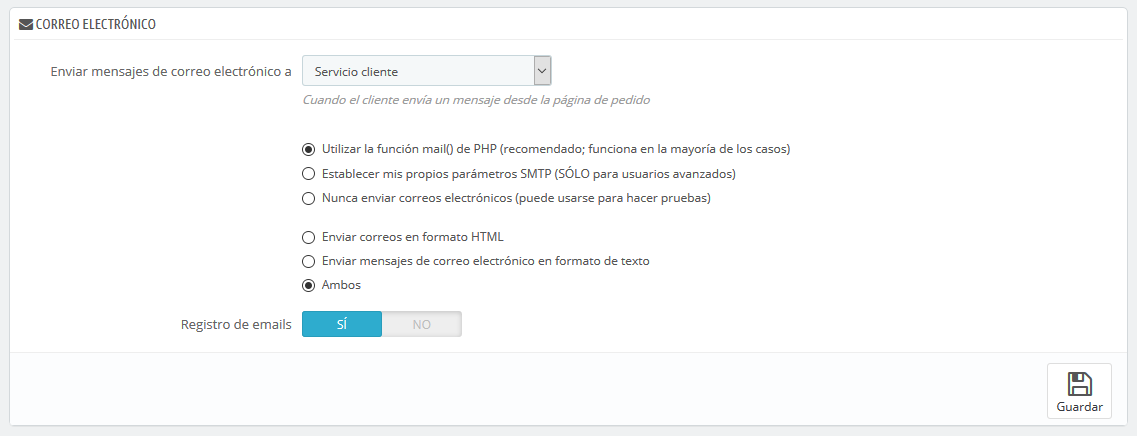 CORREO ELECTRÓNICO
Enviar mensajes de correo electrónico a Servicio cliente
Cuando el cliente envía un mensaje desde la página de pedido
Utilizar la función mail() de PHP (recomendado; funciona en la mayoría de los casos)
Establecer mis propios parámetros SMTP (SÓLO para usuarios avanzados)
Nunca enviar correos electrónicos (puede usarse para hacer pruebas)
Enviar correos en formato HTML
Enviar mensajes de correo electrónico en formato de texto
Ambos
Registro de emails SÍ NO
Guardar